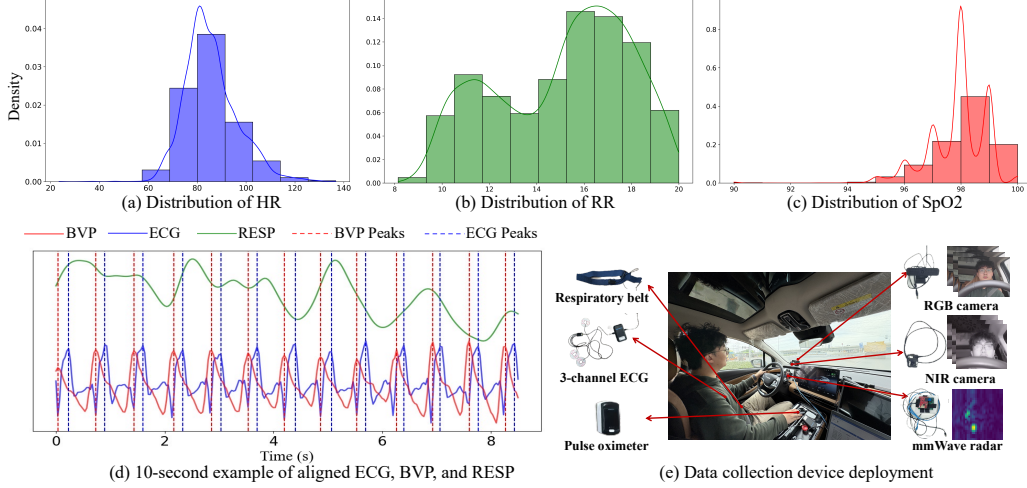 Density
0.04
0.03
0.02
0.01
0.00
20 40 60 80 100 120 140
(a) Distribution of HR
0.14
0.12
0.10
0.08
0.06
0.04
0.02
0.00
8 10 12 14 16 18 20
(b) Distribution of RR
0.8
0.6
0.4
0.2
0.0
90 92 94 96 98 100
(c) Distribution of SpO2
BVP ECG RESP BVP Peaks ECG Peaks
0 2 4 6 8
Time (s)
(d) 10-second example of aligned ECG, BVP, and RESP
Respiratory belt
3-channel ECG
Pulse oximeter
RGB camera
NIR camera
mmWave radar
(e) Data collection device deployment